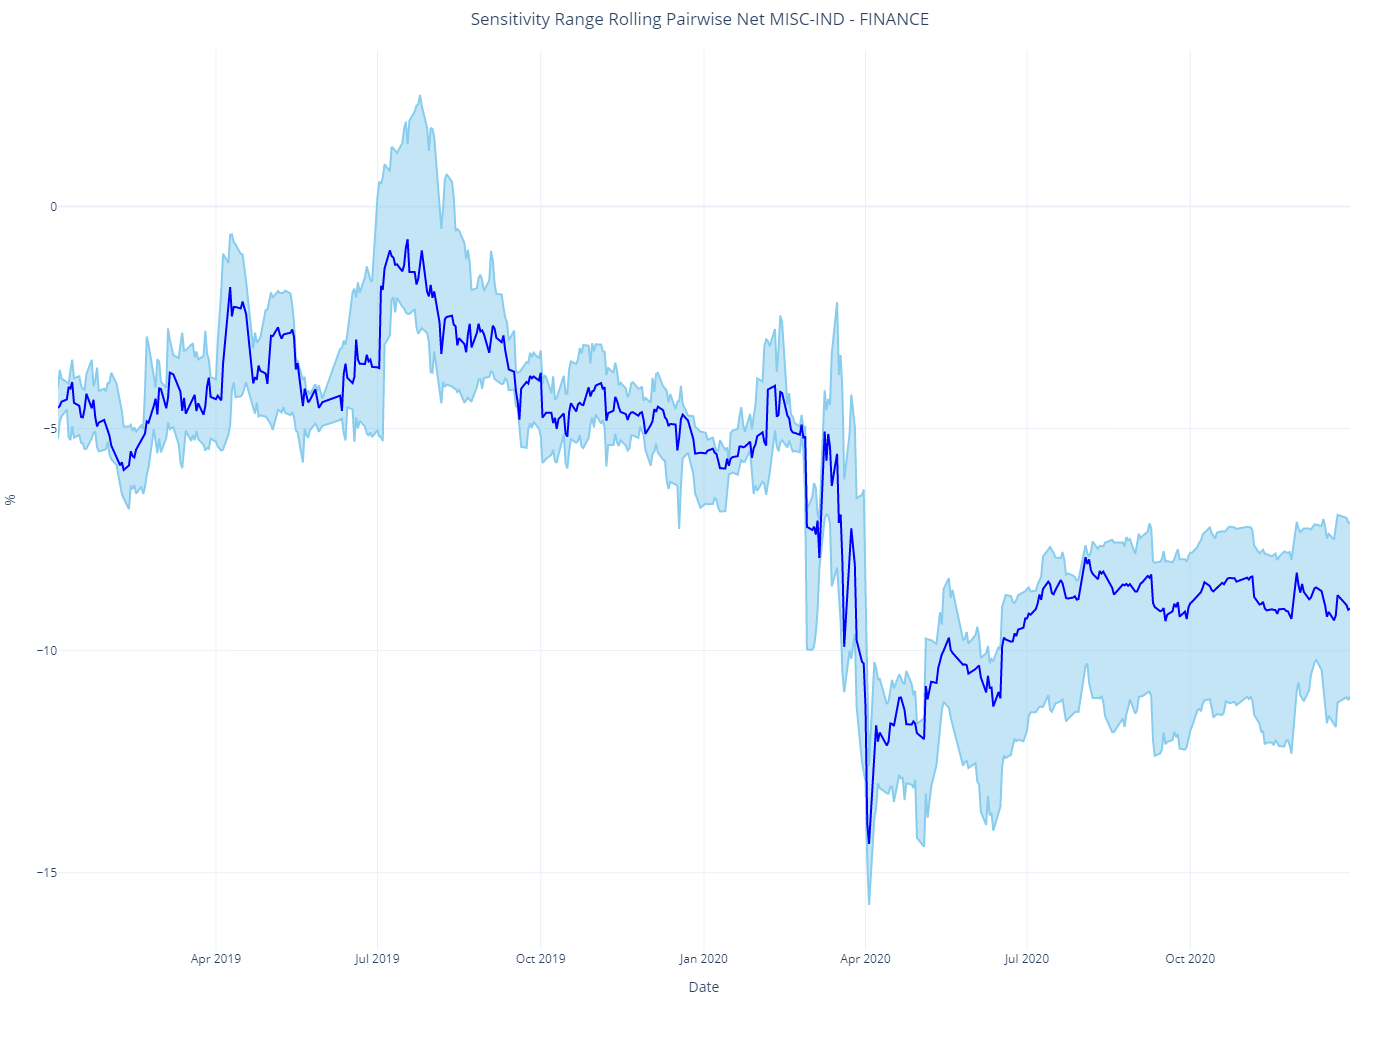 Sensitivity Range Rolling Pairwise Net MISC-IND - FINANCE
0
−5
−10
−15
%
Apr 2019
Jul 2019
Oct 2019
Jan 2020
Apr 2020
Jul 2020
Oct 2020
Date